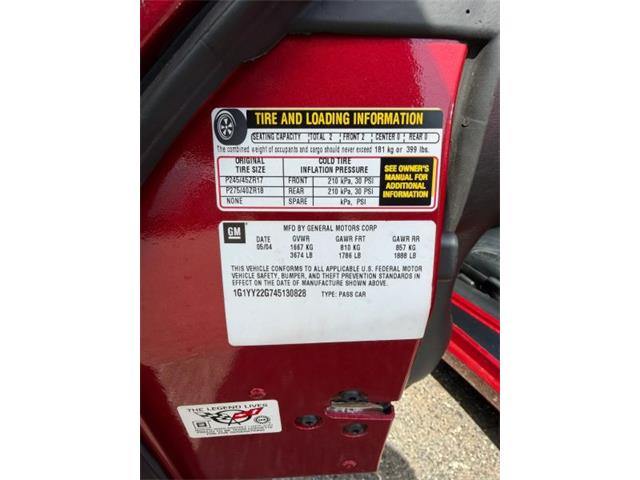 TIRE AND LOADING INFORMATION
SEATING CAPACITY TOTAL 2 FRONT 2 CENTER 0 REAR 0
The combined weight of occupants and cargo should never exceed 181 kg or 399 lbs.
ORIGINAL TIRE SIZE COLD TIRE INFLATION PRESSURE
P245/45ZR17 FRONT 210 kPa, 30 PSI
P275/40ZR18 REAR 210 kPa, 30 PSI
NONE SPARE kPa, PSI
SEE OWNER'S
MANUAL FOR
ADDITIONAL
INFORMATION
GM
MFD BY GENERAL MOTORS CORP
DATE GVWR GAWR FRT GAWR RR
05/04 1667 KG 810 KG 857 KG
3674 LB 1786 LB 1888 LB
THIS VEHICLE CONFORMS TO ALL APPLICABLE U.S. FEDERAL MOTOR
VEHICLE SAFETY, BUMPER, AND THEFT PREVENTION STANDARDS IN
EFFECT ON THE DATE OF MANUFACTURE SHOWN ABOVE.
1G1YY22G745130828 TYPE: PASS CAR
THE LEGEND LIVES